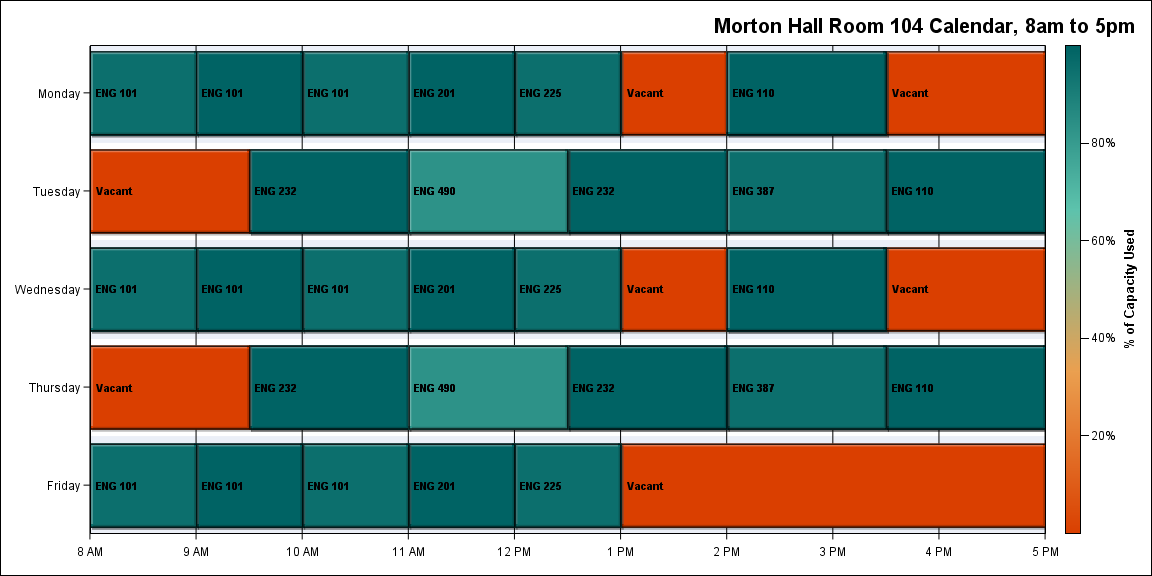 Morton Hall Room 104 Calendar, 8am to 5pm
Monday
ENG 101
ENG 101
ENG 101
ENG 201
ENG 225
Vacant
ENG 110
Vacant
Tuesday
Vacant
ENG 232
ENG 490
ENG 232
ENG 387
ENG 110
Wednesday
ENG 101
ENG 101
ENG 101
ENG 201
ENG 225
Vacant
ENG 110
Vacant
Thursday
Vacant
ENG 232
ENG 490
ENG 232
ENG 387
ENG 110
Friday
ENG 101
ENG 101
ENG 101
ENG 201
ENG 225
Vacant
8 AM
9 AM
10 AM
11 AM
12 PM
1 PM
2 PM
3 PM
4 PM
5 PM
80%
60%
40%
20%
% of Capacity Used